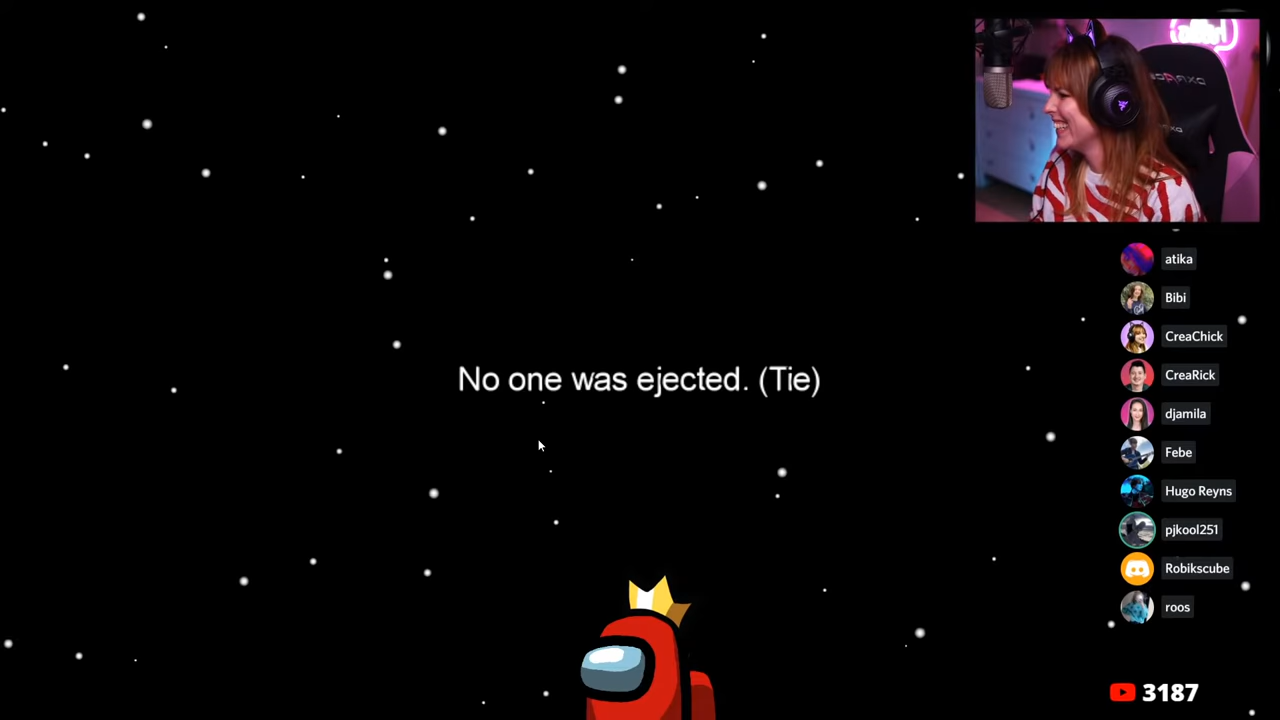 No one was ejected. (Tie)
atika
Bibi
CreaChick
CreaRick
djamila
Febe
Hugo Reyns
pjkool251
Robikscube
roos
3187